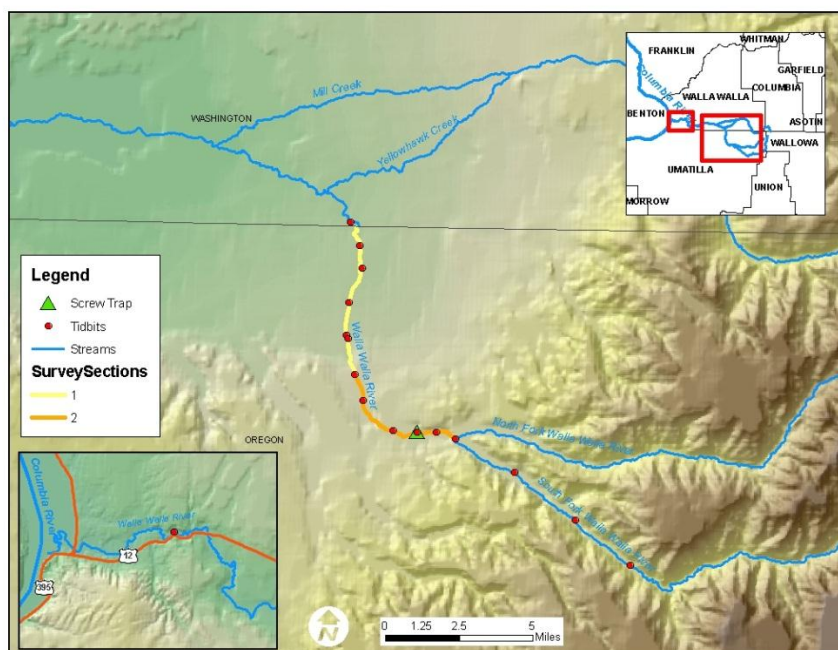 FRANKLIN
WHITMAN
GARFIELD
COLUMBIA
Columbia River
WALLA WALLA
BENTON
ASOTIN
WALLOWA
UMATILLA
UNION
MORROW
Mill Creek
WASHINGTON
Yellowhawk Creek
Legend
Screw Trap
Tidbits
Streams
SurveySections
1
2
Walla Walla River
OREGON
North Fork Walla Walla River
South Fork Walla Walla River
Columbia River
Walla Walla River
12
395
N
0 1.25 2.5 5
Miles